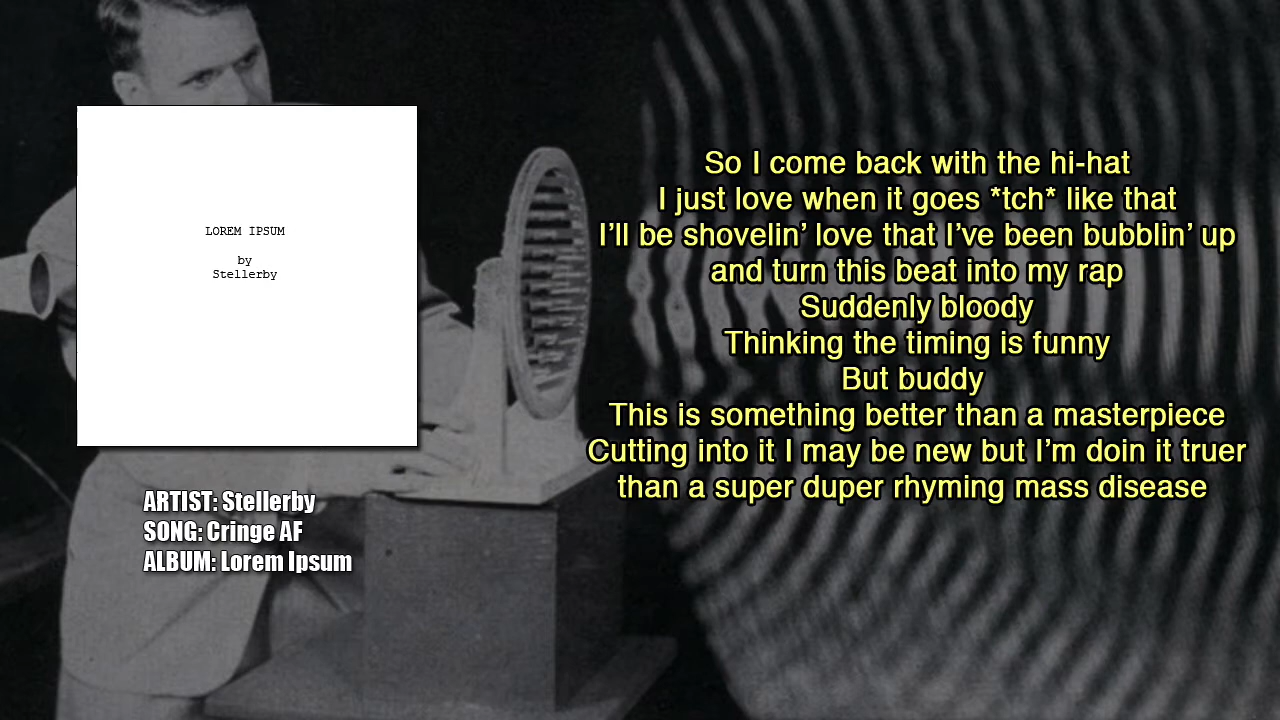 LOREM IPSUM
by
Stellerby
ARTIST: Stellerby
SONG: Cringe AF
ALBUM: Lorem Ipsum
So I come back with the hi-hat
I just love when it goes *tch* like that
I’ll be shovelin’ love that I’ve been bubblin’ up
and turn this beat into my rap
Suddenly bloody
Thinking the timing is funny
But buddy
This is something better than a masterpiece
Cutting into it I may be new but I’m doin it truer
than a super duper rhyming mass disease